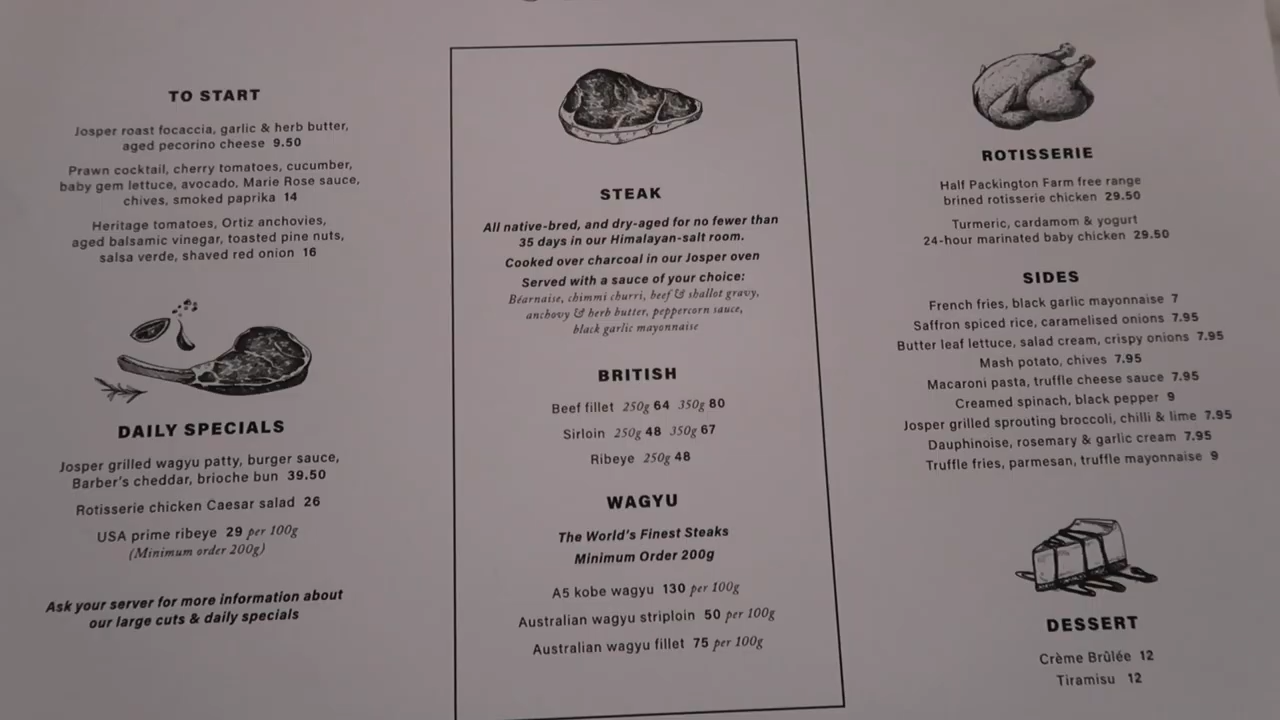 TO START
Josper roast focaccia, garlic & herb butter,
aged pecorino cheese 9.50
Prawn cocktail, cherry tomatoes, cucumber,
baby gem lettuce, avocado, Marie Rose sauce,
chives, smoked paprika 14
Heritage tomatoes, Ortiz anchovies,
aged balsamic vinegar, toasted pine nuts,
salsa verde, shaved red onion 16
DAILY SPECIALS
Josper grilled wagyu patty, burger sauce,
Barber's cheddar, brioche bun 39.50
Rotisserie chicken Caesar salad 26
USA prime ribeye 29 per 100g
(Minimum order 200g)
Ask your server for more information about
our large cuts & daily specials
STEAK
All native-bred, and dry-aged for no fewer than
35 days in our Himalayan-salt room.
Cooked over charcoal in our Josper oven
Served with a sauce of your choice:
Béarnaise, chimmi churri, beef & shallot gravy,
anchovy & herb butter, peppercorn sauce,
black garlic mayonnaise
BRITISH
Beef fillet 250g 64 350g 80
Sirloin 250g 48 350g 67
Ribeye 250g 48
WAGYU
The World's Finest Steaks
Minimum Order 200g
A5 kobe wagyu 130 per 100g
Australian wagyu striploin 50 per 100g
Australian wagyu fillet 75 per 100g
ROTISSERIE
Half Packington Farm free range
brined rotisserie chicken 29.50
Turmeric, cardamom & yogurt
24-hour marinated baby chicken 29.50
SIDES
French fries, black garlic mayonnaise 7
Saffron spiced rice, caramelised onions 7.95
Butter leaf lettuce, salad cream, crispy onions 7.95
Mash potato, chives 7.95
Macaroni pasta, truffle cheese sauce 7.95
Creamed spinach, black pepper 9
Josper grilled sprouting broccoli, chilli & lime 7.95
Dauphinoise, rosemary & garlic cream 7.95
Truffle fries, parmesan, truffle mayonnaise 9
DESSERT
Crème Brûlée 12
Tiramisu 12